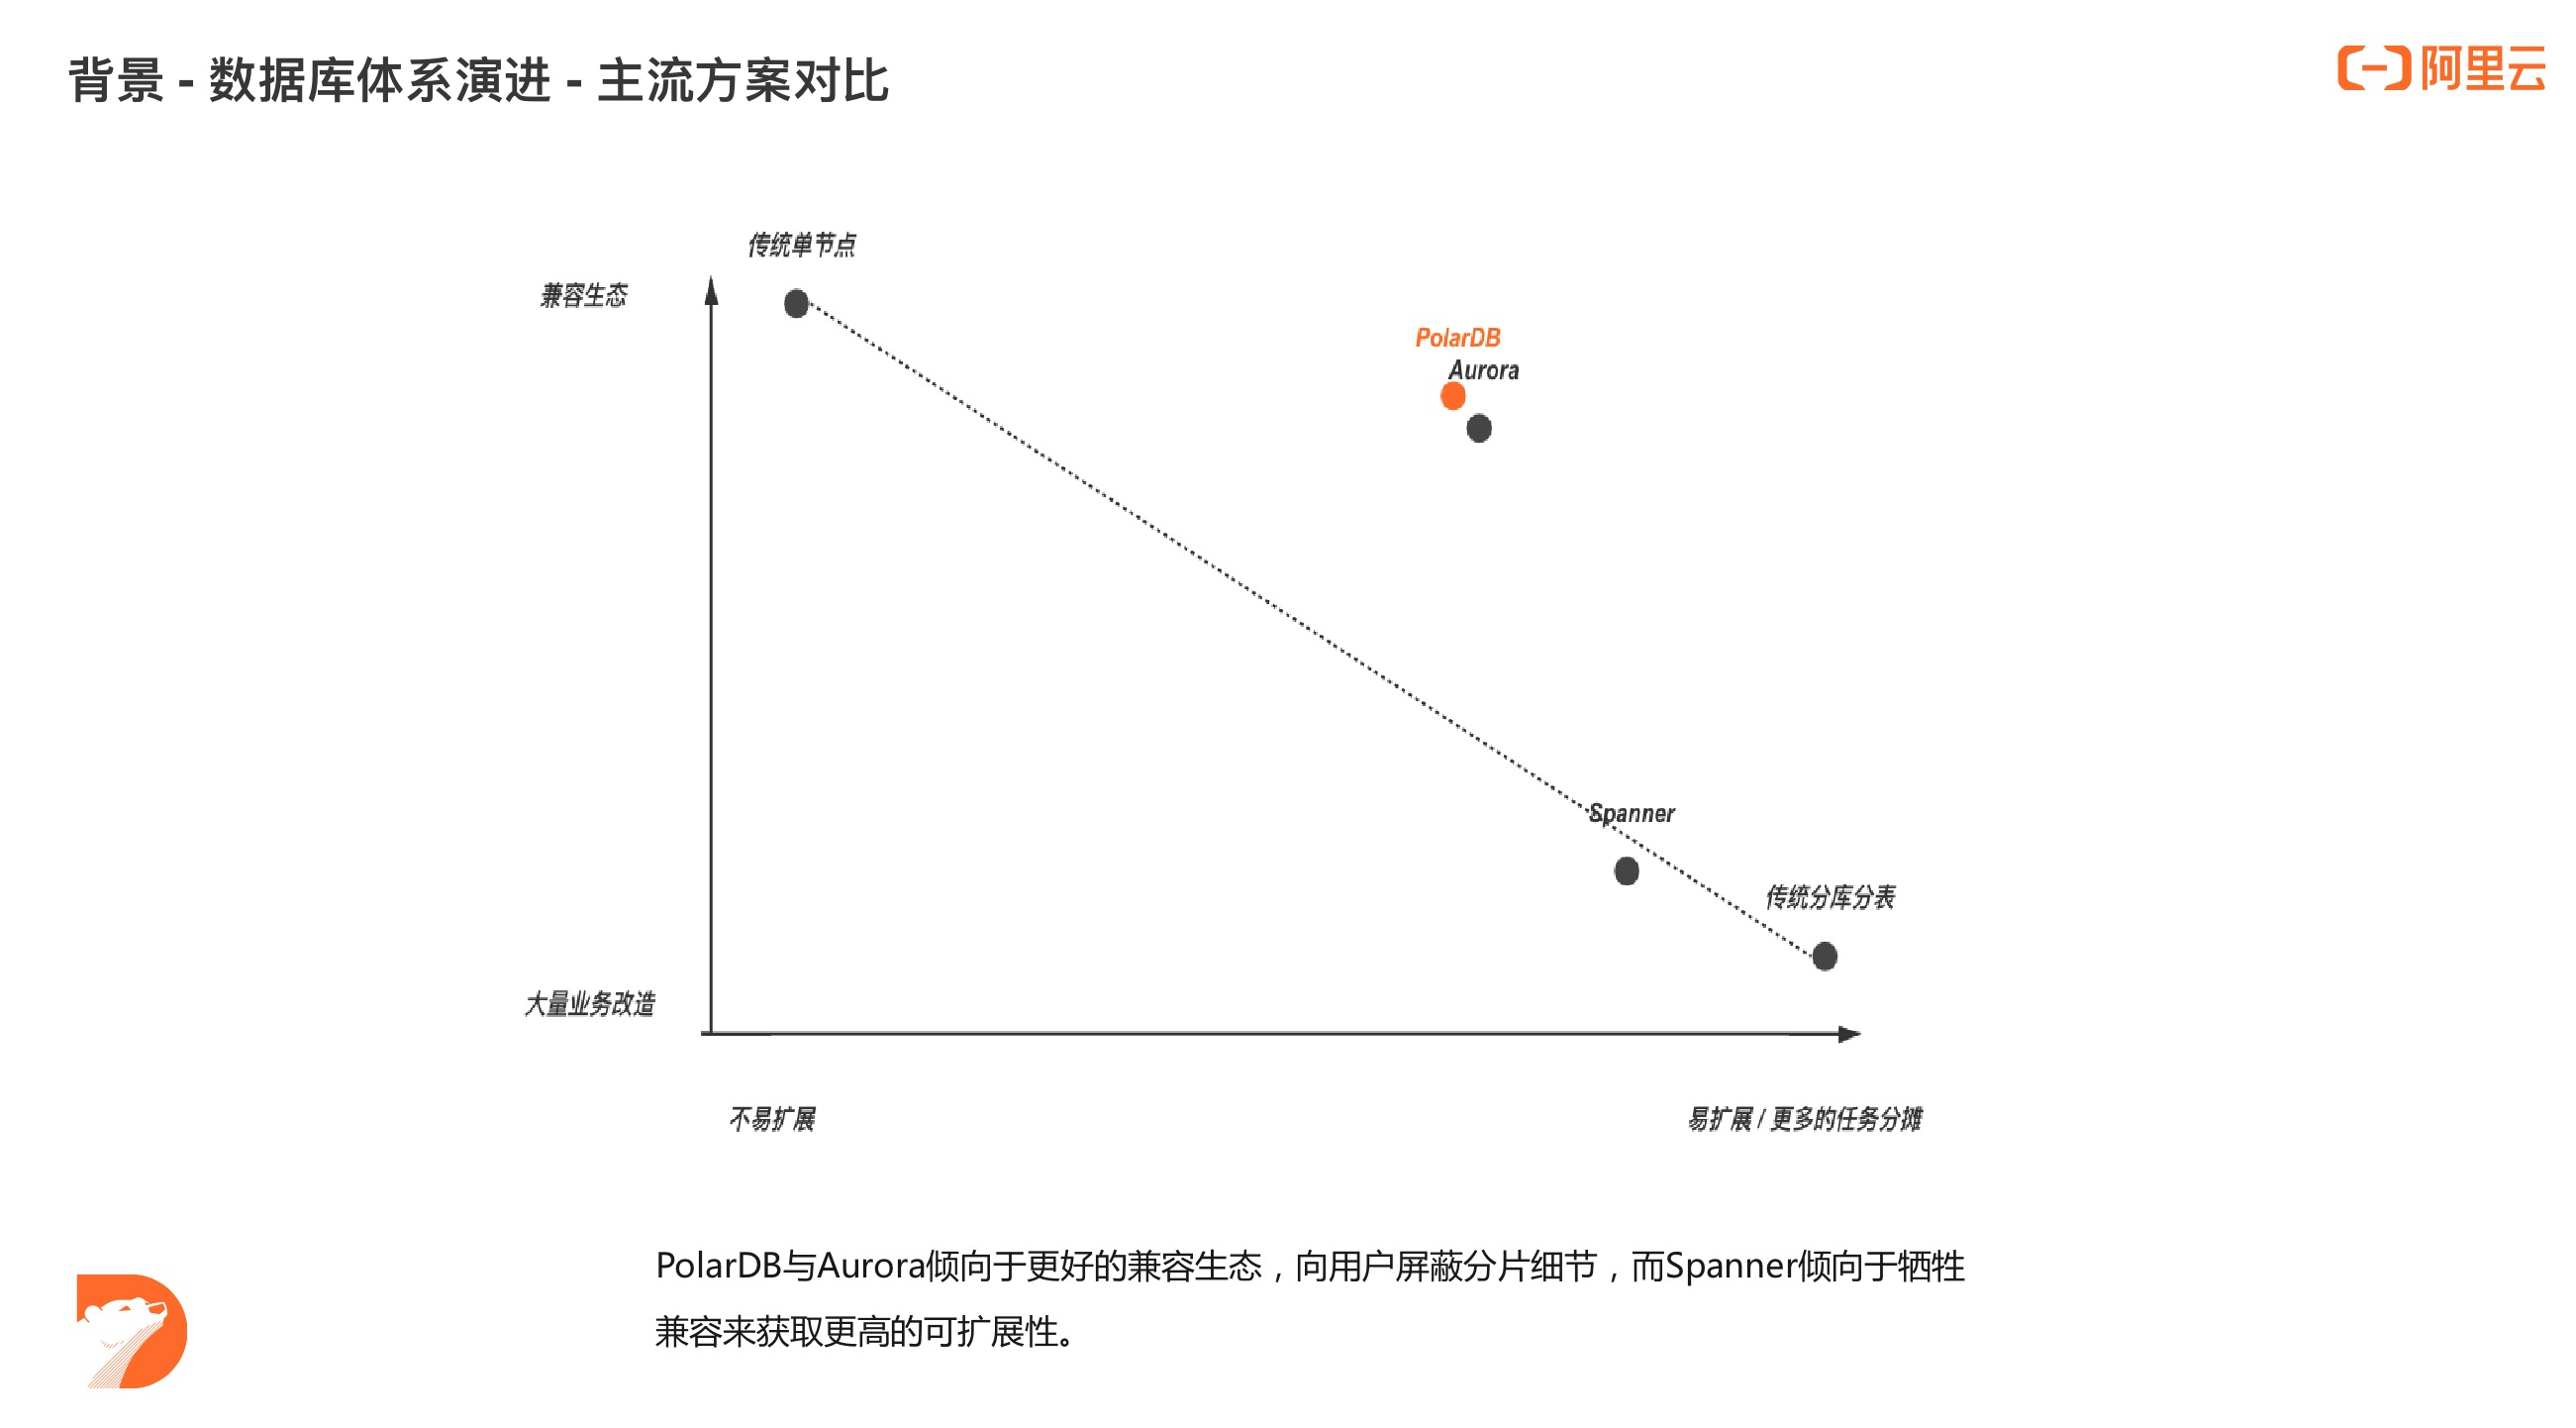 背景 - 数据库体系演进 - 主流方案对比
阿里云
传统单节点
兼容生态
PolarDB
Aurora
Spanner
传统分库分表
大量业务改造
不易扩展
易扩展 / 更多的任务分摊
PolarDB与Aurora倾向于更好的兼容生态，向用户屏蔽分片细节，而Spanner倾向于牺牲
兼容来获取更高的可扩展性。